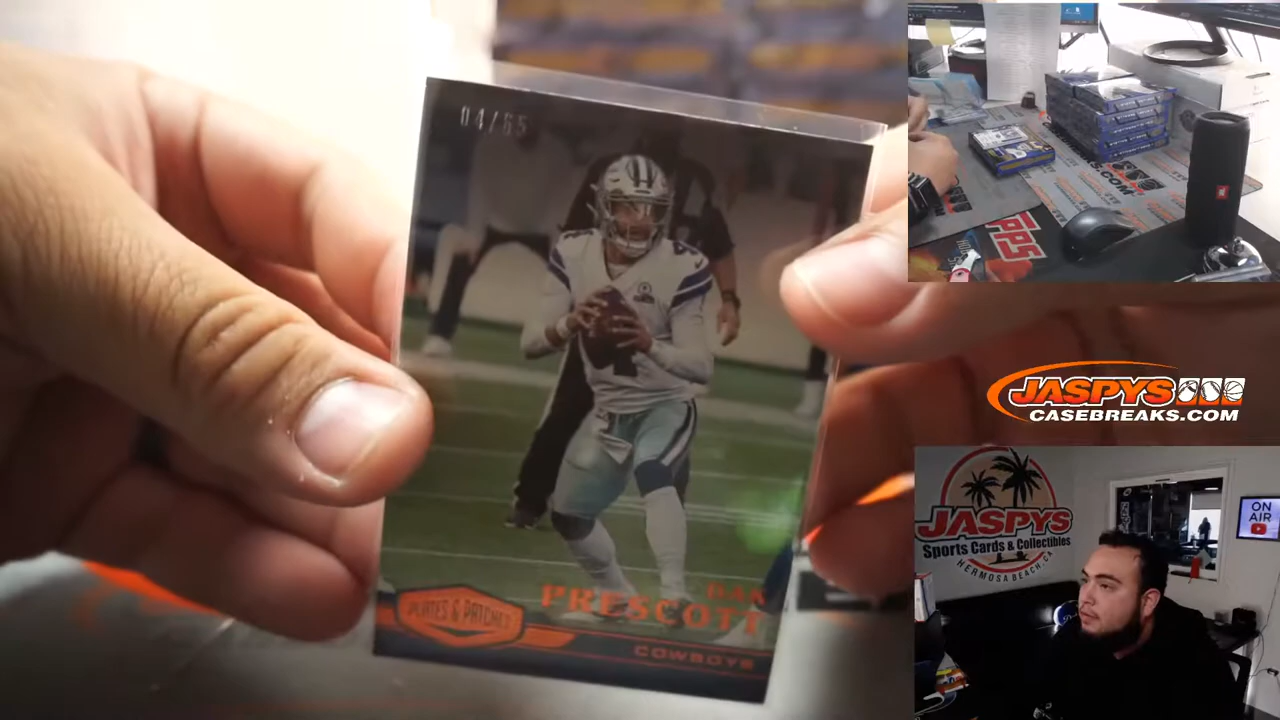 04/65
PLATES & PATCHES
DAK
PRESCOTT
COWBOYS
JASPYS
CASEBREAKS.COM
JASPYS
Sports Cards & Collectibles
HERMOSA BEACH, CA
ON
AIR
JBL